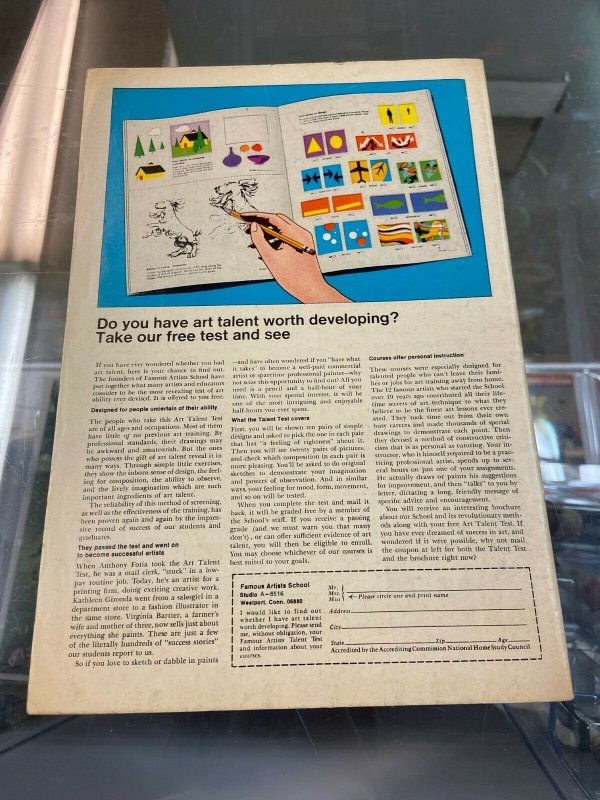 Do you have art talent worth developing?
Take our free test and see
If you have ever wondered whether you had
art talent, here is your chance to find out.
The founders of Famous Artists School have
put together what many artists and educators
consider to be the most revealing test of art
ability ever devised. It is offered to you free.
Designed for people uncertain of their ability
The people who take this Art Talent Test
are of all ages and occupations. Most of them
have little or no previous art training. By
professional standards, their drawings may
be awkward and amateurish. But the ones
who possess the gift of art talent reveal it in
many ways. Through simple little exercises,
they show the inborn sense of design, the feel-
ing for composition, the ability to observe,
and the lively imagination which are such
important ingredients of art talent.
The reliability of this method of screening,
as well as the effectiveness of the training, has
been proven again and again by the impres-
sive record of success of our students and
graduates.
They passed the test and went on
to become successful artists
When Anthony Fotia took the Art Talent
Test, he was a mail clerk, "stuck" in a low-
pay routine job. Today, he's an artist for a
printing firm, doing exciting creative work.
Kathleen Gironda went from a salesgirl in a
department store to a fashion illustrator in
the same store. Virginia Bartter, a farmer's
wife and mother of three, now sells just about
everything she paints. These are just a few
of the literally hundreds of "success stories"
our students report to us.
So if you love to sketch or dabble in paints
—and have often wondered if you "have what
it takes" to become a well-paid commercial
artist or sparetime professional painter—why
not seize this opportunity to find out? All you
need is a pencil and a half-hour of your
time. With your special interest, it will be
one of the most intriguing and enjoyable
half-hours you ever spent.
What the Talent Test covers
First, you will be shown ten pairs of simple
designs and asked to pick the one in each pair
that has "a feeling of rightness" about it.
Then you will see twenty pairs of pictures,
and check which composition in each pair is
more pleasing. You'll be asked to do original
sketches to demonstrate your imagination
and powers of observation. And in similar
ways, your feeling for mood, form, movement,
and so on will be tested.
When you complete the test and mail it
back, it will be graded free by a member of
the School's staff. If you receive a passing
grade (and we must warn you that many
don't), or can offer sufficient evidence of art
talent, you will then be eligible to enroll.
You may choose whichever of our courses is
best suited to your goals.
Courses offer personal instruction
These courses were especially designed for
talented people who can't leave their fami-
lies or jobs for art training away from home.
The 12 famous artists who started the School
over 19 years ago contributed all their life-
time secrets of art technique to what they
believe to be the finest art lessons ever cre-
ated. They took time out from their own
busy careers and made thousands of special
drawings to demonstrate each point. Then
they devised a method of constructive criti-
cism that is as personal as tutoring. Your in-
structor, who is himself required to be a prac-
ticing professional artist, spends up to sev-
eral hours on just one of your assignments.
He actually draws or paints his suggestions
for improvement, and then "talks" to you by
letter, dictating a long, friendly message of
specific advice and encouragement.
You will receive an interesting brochure
about our School and its revolutionary meth-
ods along with your free Art Talent Test. If
you have ever dreamed of success in art, and
wondered if it were possible, why not mail
the coupon at left for both the Talent Test
and the brochure right now?
Famous Artists School
Studio A-6516
Westport, Conn. 06880
I would like to find out
whether I have art talent
worth developing. Please send
me, without obligation, your
Famous Artists Talent Test
and information about your
courses.
Mr.
Mrs.
Miss
Please circle one and print name
Address
City
State Zip Age
Accredited by the Accrediting Commission National Home Study Council